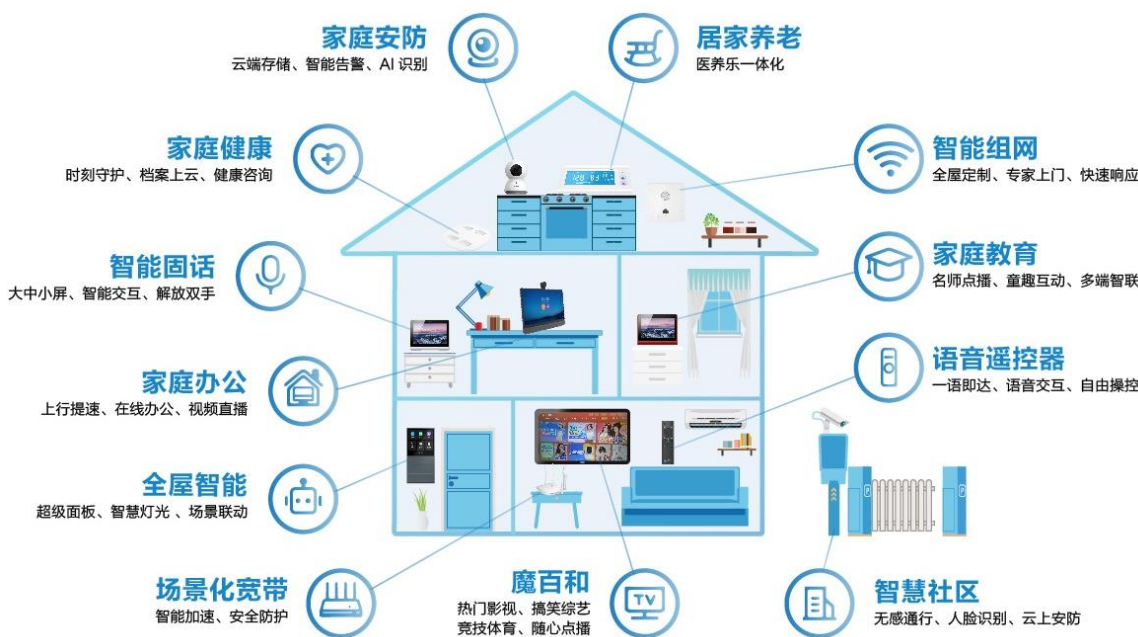 家庭安防
云端存储、智能告警、AI 识别
居家养老
医养乐一体化
家庭健康
时刻守护、档案上云、健康咨询
智能组网
全屋定制、专家上门、快速响应
智能固话
大中小屏、智能交互、解放双手
家庭教育
名师点播、童趣互动、多端智联
家庭办公
上行提速、在线办公、视频直播
语音遥控器
一语即达、语音交互、自由操控
全屋智能
超级面板、智慧灯光 、场景联动
场景化宽带
智能加速、安全防护
魔百和
热门影视、搞笑综艺
竞技体育、随心点播
TV
智慧社区
无感通行、人脸识别、云上安防